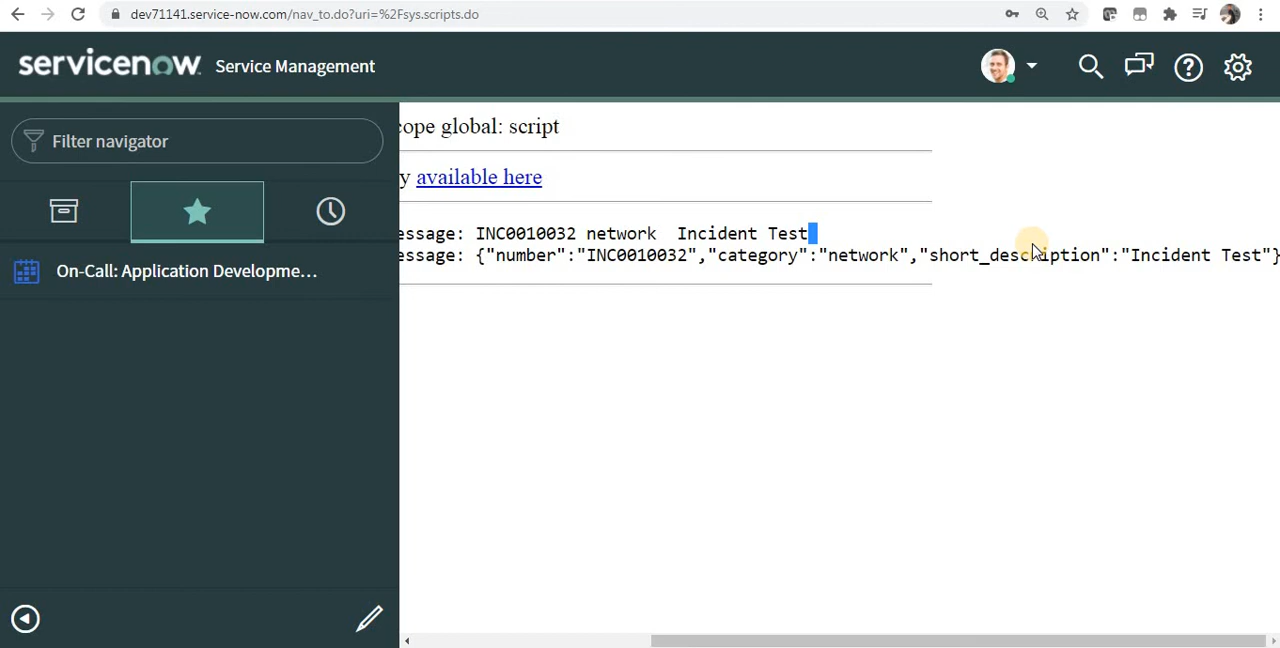 dev71141.service-now.com/nav_to.do?uri=%2Fsys.scripts.do
servicenow. Service Management
Filter navigator
On-Call: Application Developme...
cope global: script
y available here
essage: INC0010032 network  Incident Test
essage: {"number":"INC0010032","category":"network","short_description":"Incident Test"}